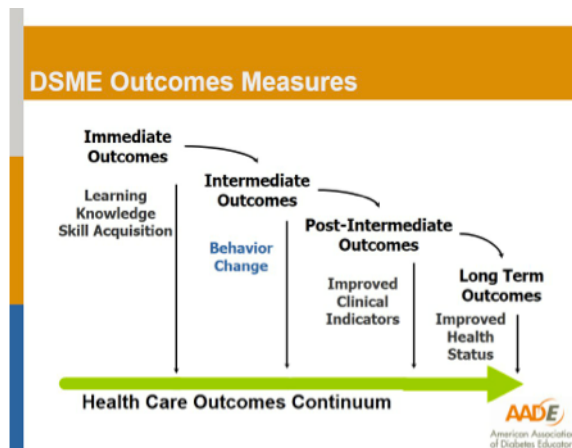 DSME Outcomes Measures
Immediate
Outcomes
Learning
Knowledge
Skill Acquisition
Intermediate
Outcomes
Behavior
Change
Post-Intermediate
Outcomes
Improved
Clinical
Indicators
Long Term
Outcomes
Improved
Health
Status
Health Care Outcomes Continuum
AADE
American Association
of Diabetes Educator